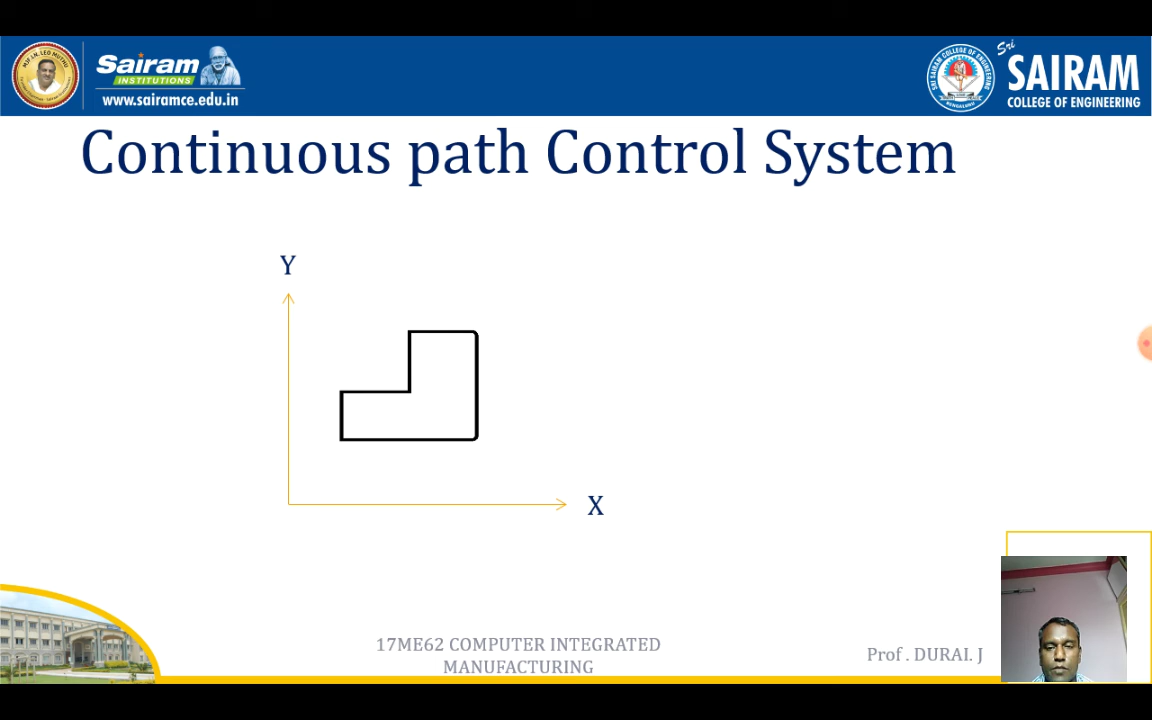 Sairam
INSTITUTIONS
www.sairamce.edu.in
Sri
SAIRAM
COLLEGE OF ENGINEERING
Continuous path Control System
Y
X
17ME62 COMPUTER INTEGRATED
MANUFACTURING
Prof . DURAI. J